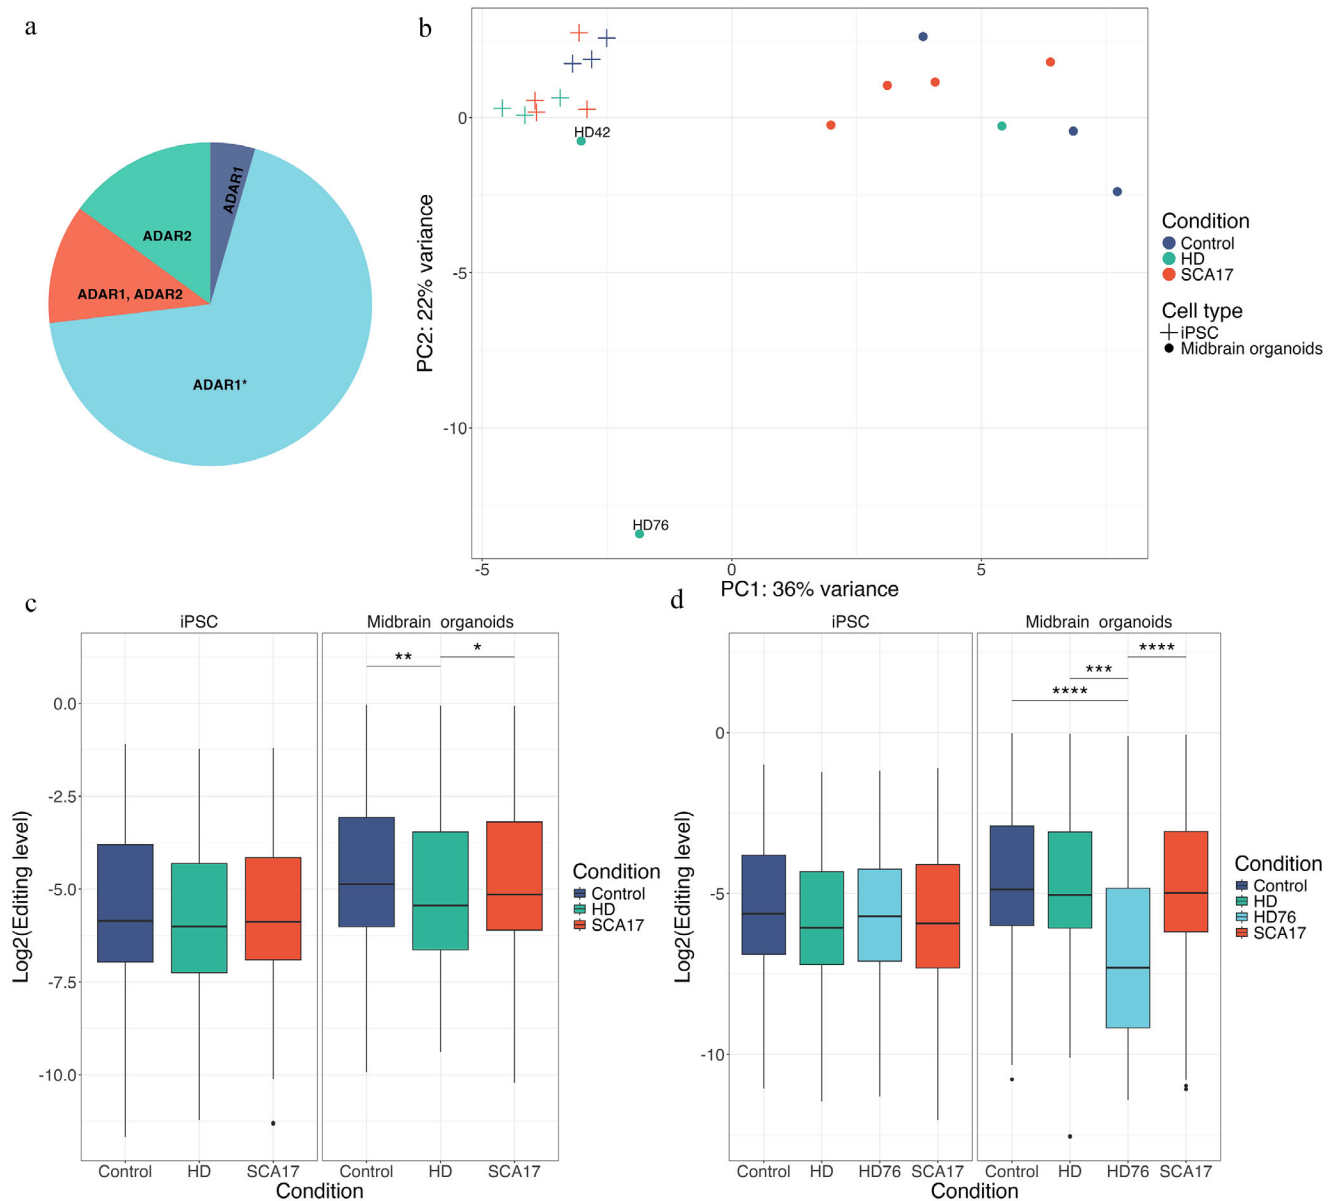 a
ADAR1
ADAR2
ADAR1, ADAR2
ADAR1*
b
PC2: 22% variance
0
-5
-10
HD42
HD76
-5
0
5
PC1: 36% variance
Condition
Control
HD
SCA17
Cell type
iPSC
Midbrain organoids
c
iPSC
Midbrain organoids
**
*
Log2(Editing level)
0.0
-2.5
-5.0
-7.5
-10.0
Control
HD
SCA17
Control
HD
SCA17
Condition
Condition
Control
HD
SCA17
d
iPSC
Midbrain organoids
****
***
****
Log2(Editing level)
0
-5
-10
Control
HD
HD76
SCA17
Control
HD
HD76
SCA17
Condition
Condition
Control
HD
HD76
SCA17